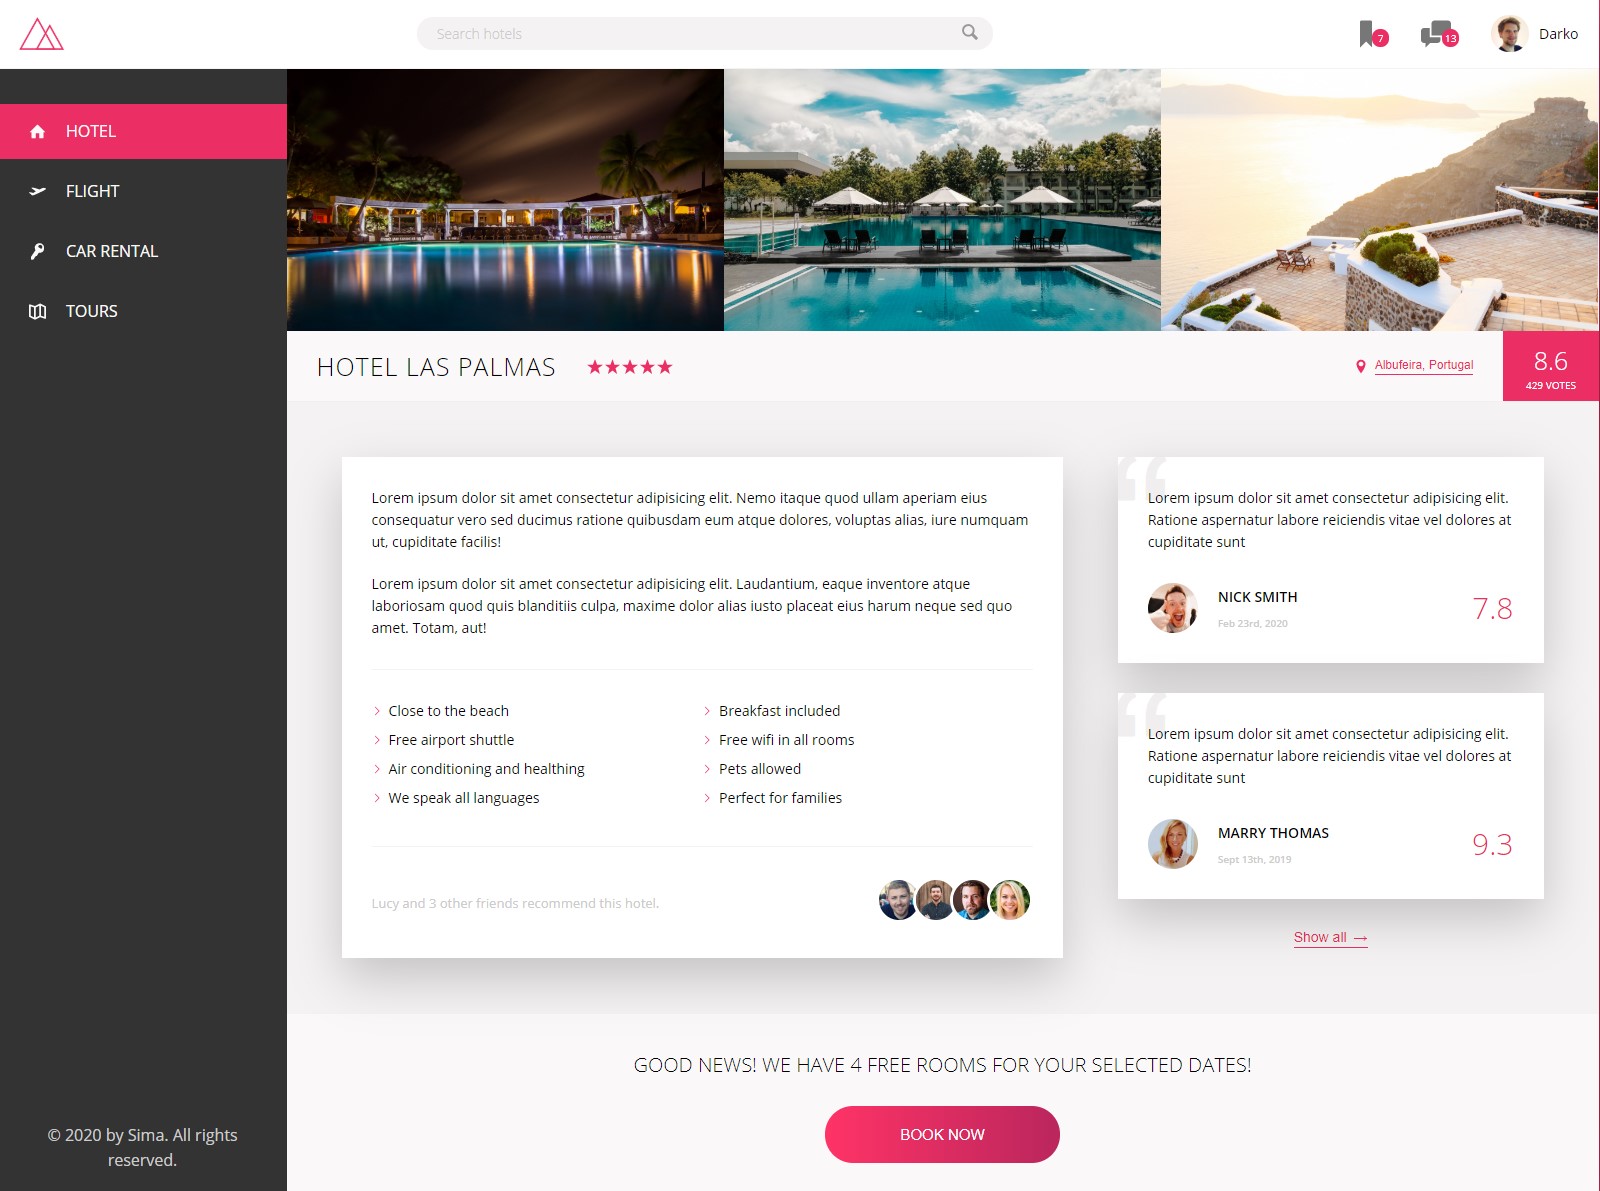 Search hotels
7
13
Darko
HOTEL
FLIGHT
CAR RENTAL
TOURS
© 2020 by Sima. All rights
reserved.
HOTEL LAS PALMAS
Albufeira, Portugal
8.6
429 VOTES
Lorem ipsum dolor sit amet consectetur adipisicing elit. Nemo itaque quod ullam aperiam eius
consequatur vero sed ducimus ratione quibusdam eum atque dolores, voluptas alias, iure numquam
ut, cupiditate facilis!
Lorem ipsum dolor sit amet consectetur adipisicing elit. Laudantium, eaque inventore atque
laboriosam quod quis blanditiis culpa, maxime dolor alias iusto placeat eius harum neque sed quo
amet. Totam, aut!
Close to the beach
Free airport shuttle
Air conditioning and healthing
We speak all languages
Breakfast included
Free wifi in all rooms
Pets allowed
Perfect for families
Lucy and 3 other friends recommend this hotel.
“
Lorem ipsum dolor sit amet consectetur adipisicing elit.
Ratione aspernatur labore reiciendis vitae vel dolores at
cupiditate sunt
NICK SMITH
Feb 23rd, 2020
7.8
“
Lorem ipsum dolor sit amet consectetur adipisicing elit.
Ratione aspernatur labore reiciendis vitae vel dolores at
cupiditate sunt
MARRY THOMAS
Sept 13th, 2019
9.3
Show all →
GOOD NEWS! WE HAVE 4 FREE ROOMS FOR YOUR SELECTED DATES!
BOOK NOW